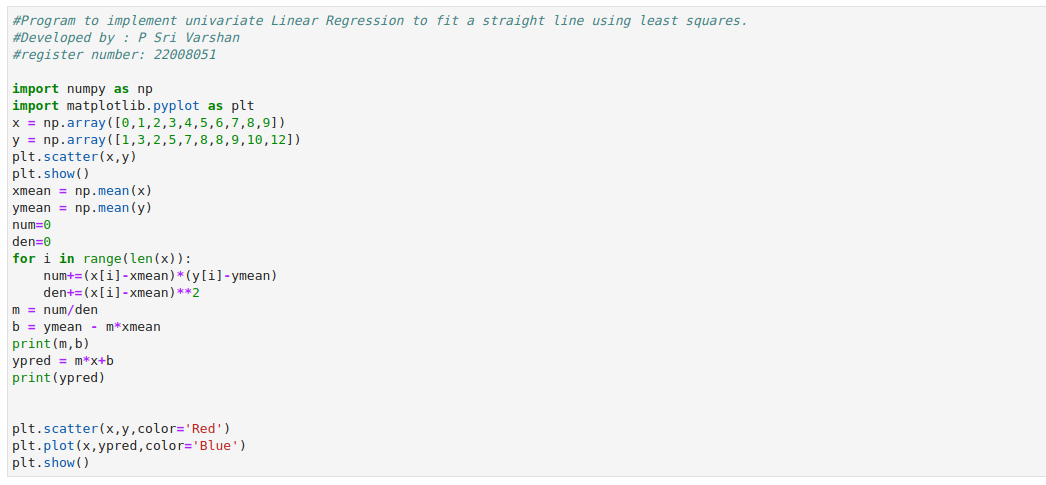 #Program to implement univariate Linear Regression to fit a straight line using least squares.
#Developed by : P Sri Varshan
#register number: 22008051

import numpy as np
import matplotlib.pyplot as plt
x = np.array([0,1,2,3,4,5,6,7,8,9])
y = np.array([1,3,2,5,7,8,8,9,10,12])
plt.scatter(x,y)
plt.show()
xmean = np.mean(x)
ymean = np.mean(y)
num=0
den=0
for i in range(len(x)):
    num+=(x[i]-xmean)*(y[i]-ymean)
    den+=(x[i]-xmean)**2
m = num/den
b = ymean - m*xmean
print(m,b)
ypred = m*x+b
print(ypred)


plt.scatter(x,y,color='Red')
plt.plot(x,ypred,color='Blue')
plt.show()